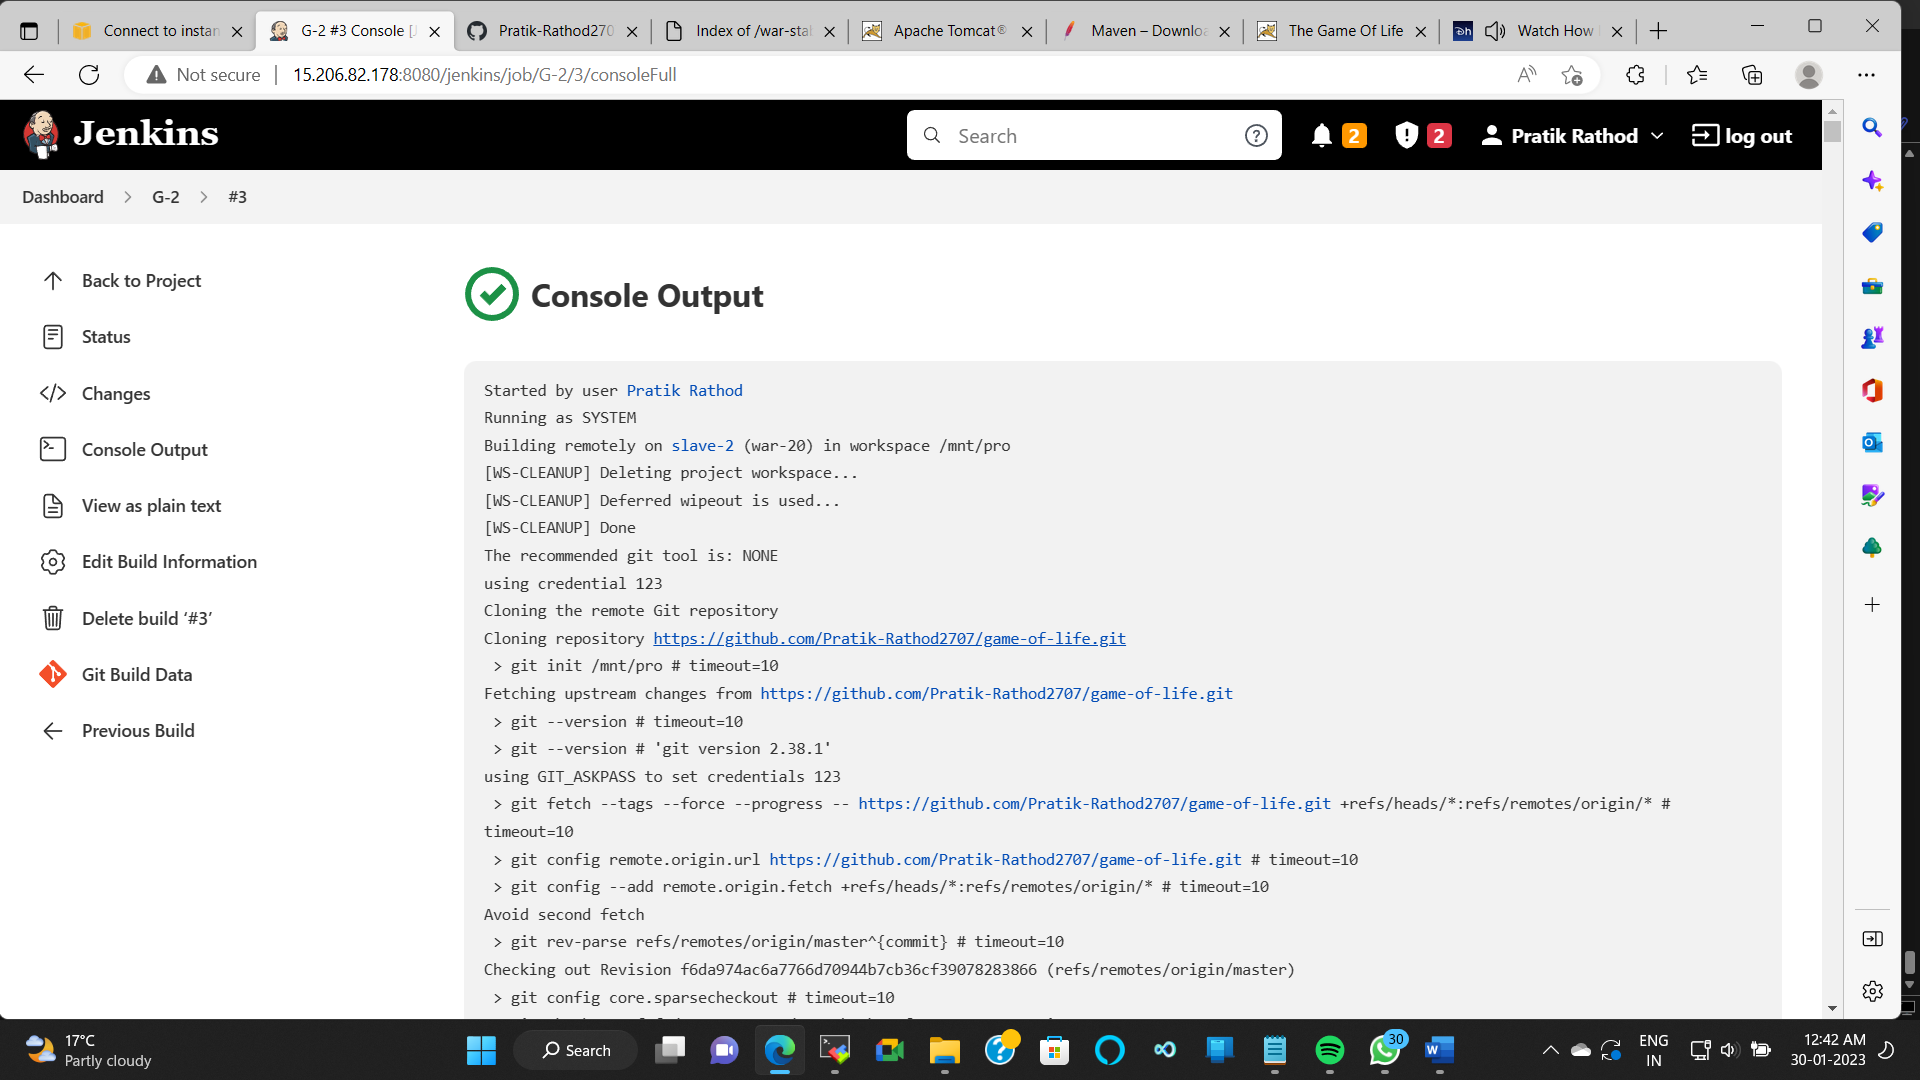 Connect to instan
G-2 #3 Console [J
Pratik-Rathod270
Index of /war-stab
Apache Tomcat®
Maven – Downloa
The Game Of Life
Watch How
Not secure
15.206.82.178:8080/jenkins/job/G-2/3/consoleFull
Jenkins
Search
2
2
Pratik Rathod
log out
Dashboard
G-2
#3
Back to Project
Status
Changes
Console Output
View as plain text
Edit Build Information
Delete build ‘#3’
Git Build Data
Previous Build
Console Output
Started by user Pratik Rathod
Running as SYSTEM
Building remotely on slave-2 (war-20) in workspace /mnt/pro
[WS-CLEANUP] Deleting project workspace...
[WS-CLEANUP] Deferred wipeout is used...
[WS-CLEANUP] Done
The recommended git tool is: NONE
using credential 123
Cloning the remote Git repository
Cloning repository https://github.com/Pratik-Rathod2707/game-of-life.git
> git init /mnt/pro # timeout=10
Fetching upstream changes from https://github.com/Pratik-Rathod2707/game-of-life.git
> git --version # timeout=10
> git --version # 'git version 2.38.1'
using GIT_ASKPASS to set credentials 123
> git fetch --tags --force --progress -- https://github.com/Pratik-Rathod2707/game-of-life.git +refs/heads/*:refs/remotes/origin/* #
timeout=10
> git config remote.origin.url https://github.com/Pratik-Rathod2707/game-of-life.git # timeout=10
> git config --add remote.origin.fetch +refs/heads/*:refs/remotes/origin/* # timeout=10
Avoid second fetch
> git rev-parse refs/remotes/origin/master^{commit} # timeout=10
Checking out Revision f6da974ac6a7766d70944b7cb36cf39078283866 (refs/remotes/origin/master)
> git config core.sparsecheckout # timeout=10
17°C
Partly cloudy
Search
30
ENG
IN
12:42 AM
30-01-2023